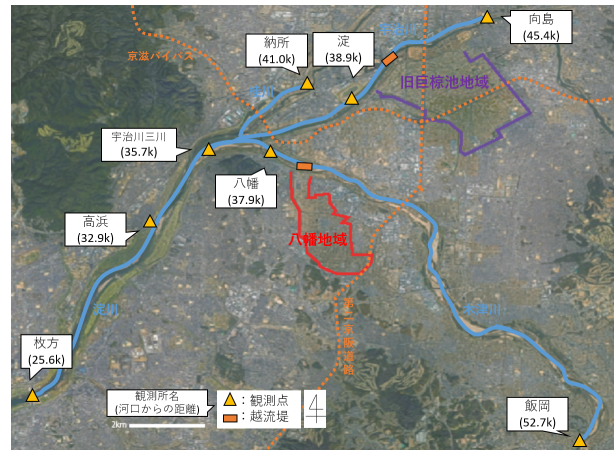 向島
(45.4k)
納所
(41.0k)
淀
(38.9k)
宇治川
京滋バイパス
桂川
旧巨椋池地域
宇治川三川
(35.7k)
八幡
(37.9k)
高浜
(32.9k)
八幡地域
淀川
木津川
第二京阪道路
枚方
(25.6k)
観測所名
(河口からの距離)
：観測点
：越流堤
2km
飯岡
(52.7k)